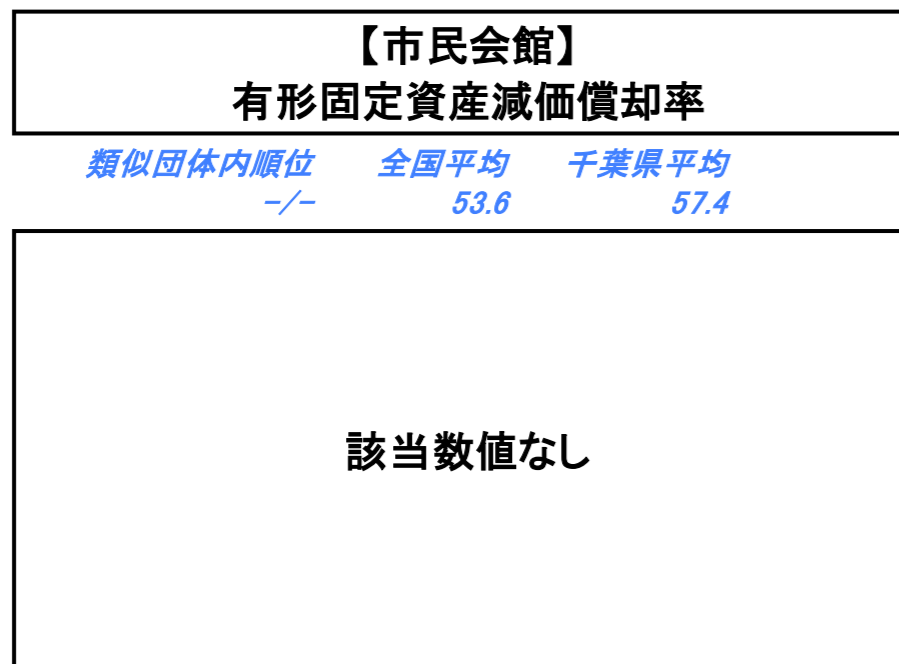 【市民会館】
有形固定資産減価償却率
類似団体内順位 全国平均 千葉県平均
-/- 53.6 57.4
該当数値なし